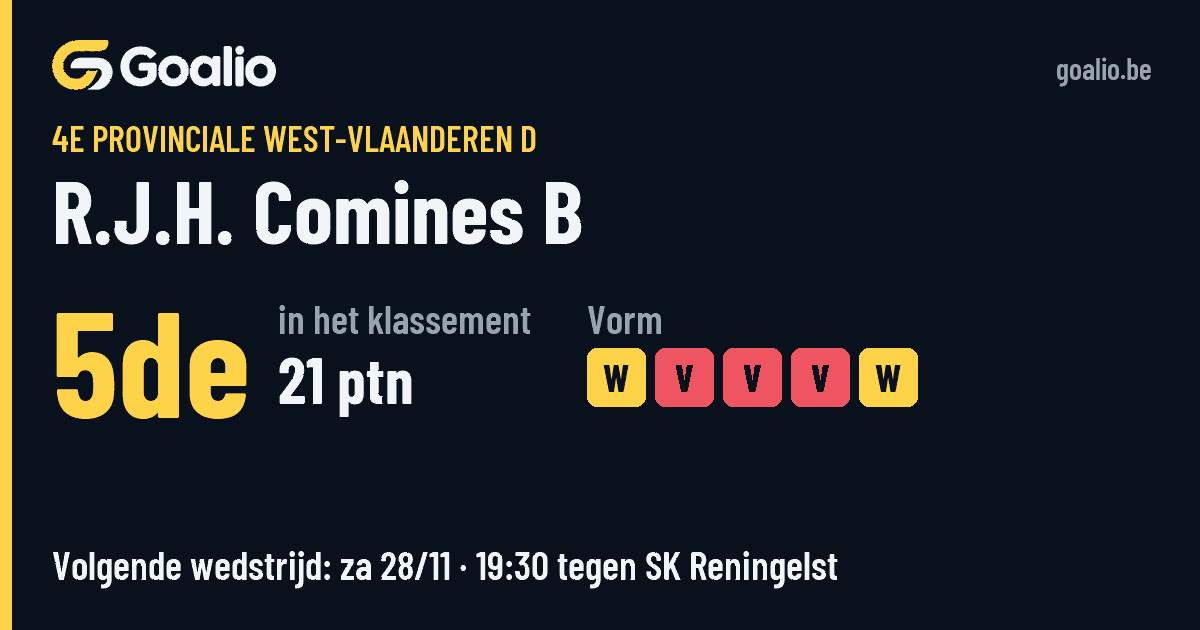 Goalio
goalio.be
4E PROVINCIALE WEST-VLAANDEREN D
R.J.H. Comines B
5de
in het klassement
21 ptn
Vorm
W V V V W
Volgende wedstrijd: za 28/11 · 19:30 tegen SK Reningelst